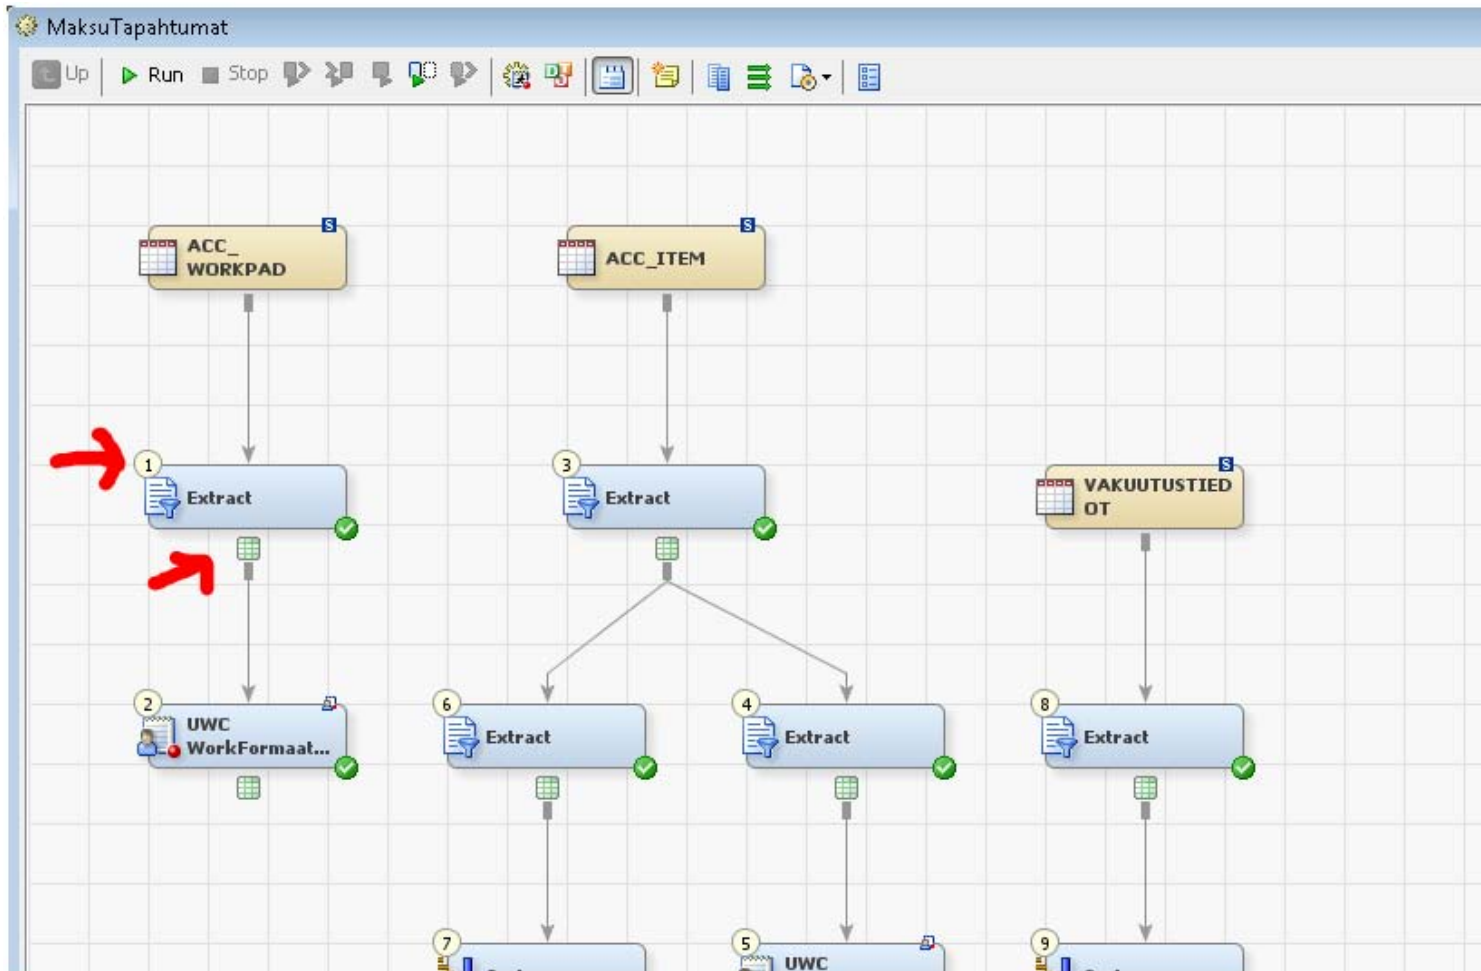 MaksuTapahtumat
Up Run Stop
S
ACC_
WORKPAD
S
ACC_ITEM
1
Extract
3
Extract
S
VAKUUTUSTIED
OT
2
UWC
WorkFormaat...
6
Extract
4
Extract
8
Extract
7
5
UWC
9